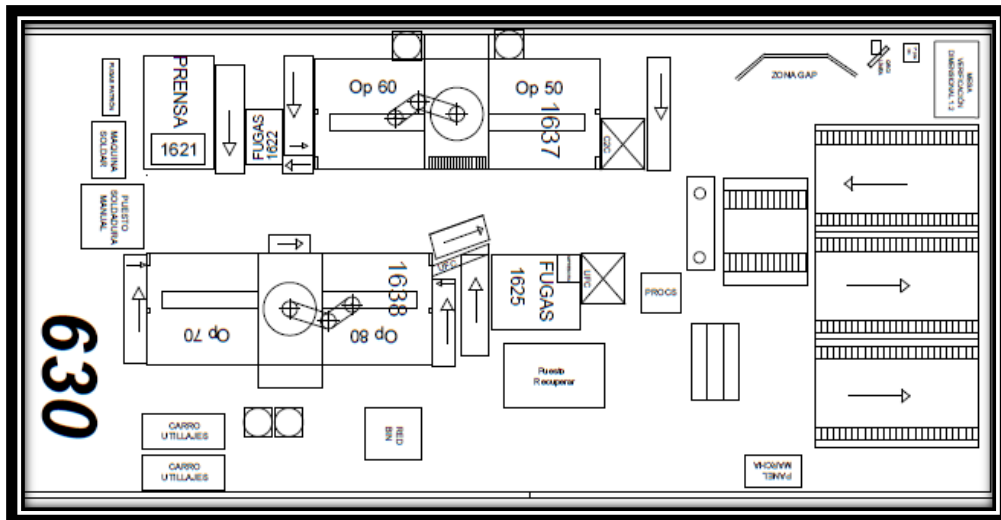 PRENSA
1621
MAQUINA
SOLDAR
PUESTO
SOLDADURA
MANUAL
FUGAS
1622
Op 60
Op 50
1637
ZONA GAP
MESA
VERIFICACIÓN
DIMENSIONAL 1.2
1638
Op 70
Op 80
FUGAS
1625
UFC
PROCS
Puesto
Recuperar
630
CARRO
UTILLAJES
CARRO
UTILLAJES
RED
BIN
PANEL
MARCHA